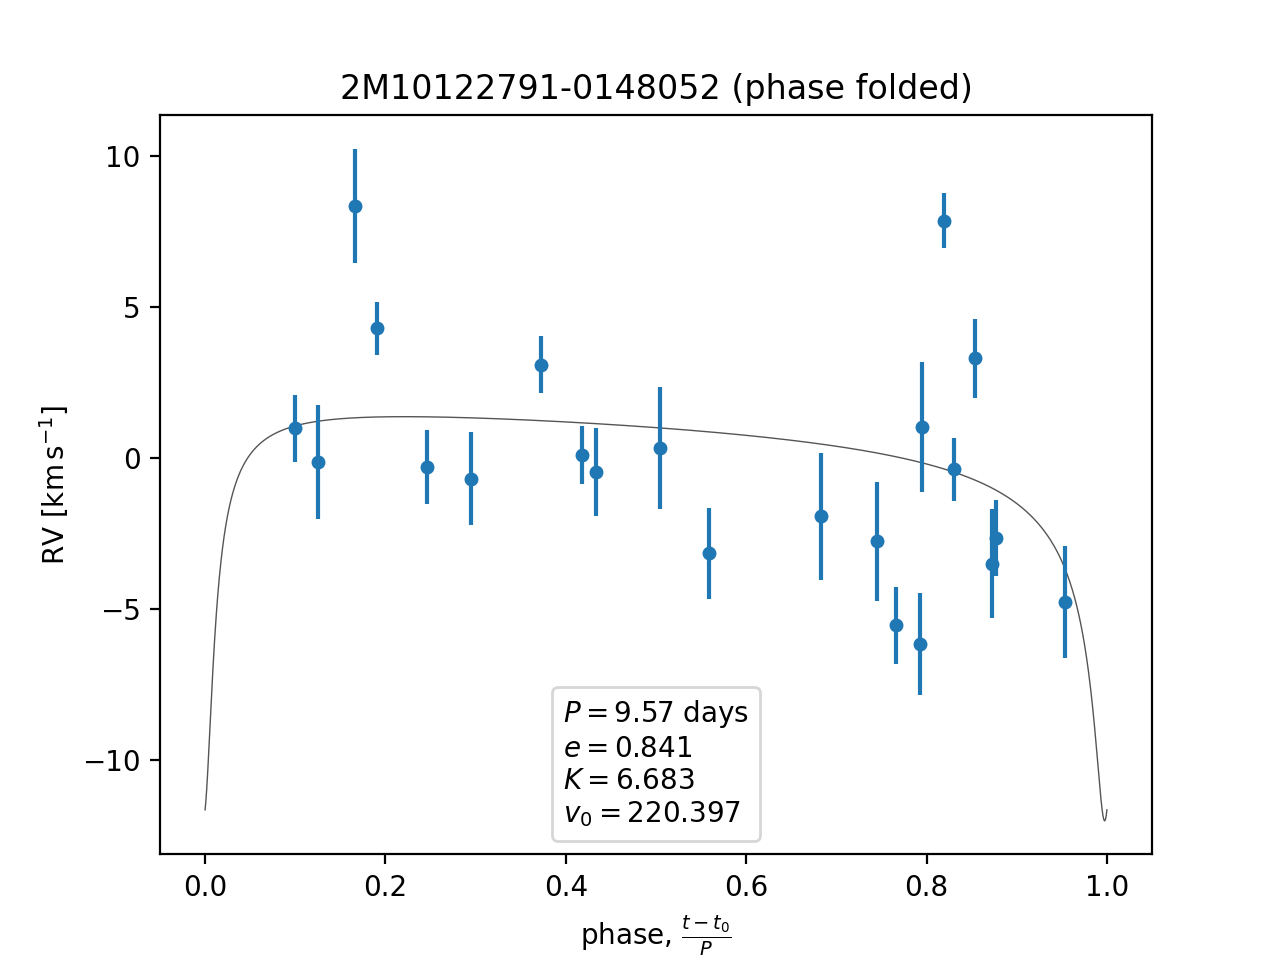 2M10122791-0148052 (phase folded)
10
5
0
−5
−10
RV [km s⁻¹]
P = 9.57 days
e = 0.841
K = 6.683
v₀ = 220.397
0.0 0.2 0.4 0.6 0.8 1.0
phase, (t − t₀)/P